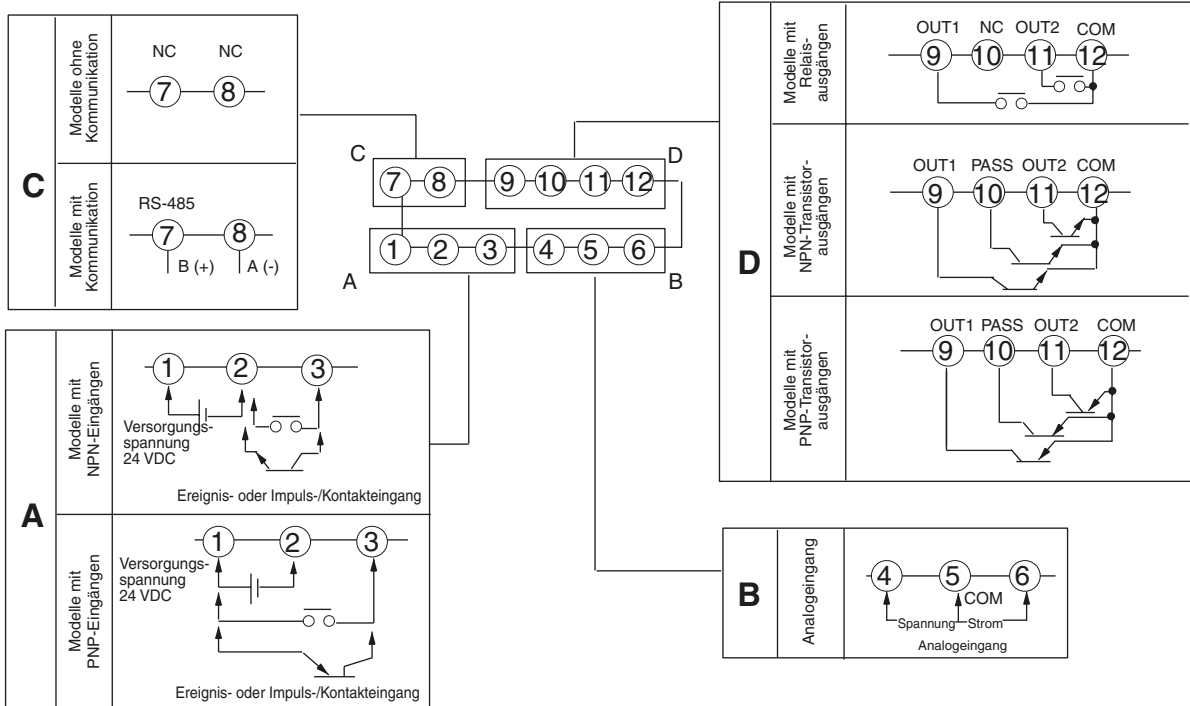 C
Modelle ohne
Kommunikation
NC NC
7 8
Modelle mit
Kommunikation
RS-485
7 8
B (+) A (-)
C D
7 8 9 10 11 12
1 2 3 4 5 6
A B
D
Modelle mit
Relais-
ausgängen
OUT1 NC OUT2 COM
9 10 11 12
Modelle mit
NPN-Transistor-
ausgängen
OUT1 PASS OUT2 COM
9 10 11 12
Modelle mit
PNP-Transistor-
ausgängen
OUT1 PASS OUT2 COM
9 10 11 12
A
Modelle mit
NPN-Eingängen
1 2 3
Versorgungs-
spannung
24 VDC
Ereignis- oder Impuls-/Kontakteingang
Modelle mit
PNP-Eingängen
1 2 3
Versorgungs-
spannung
24 VDC
Ereignis- oder Impuls-/Kontakteingang
B
Analogeingang
4 5 6
COM
Spannung Strom
Analogeingang